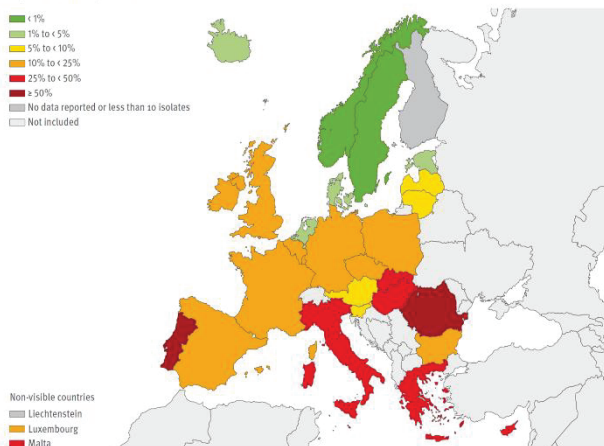 < 1%
1% to < 5%
5% to < 10%
10% to < 25%
25% to < 50%
≥ 50%
No data reported or less than 10 isolates
Not included
Non-visible countries
Liechtenstein
Luxembourg
Malta